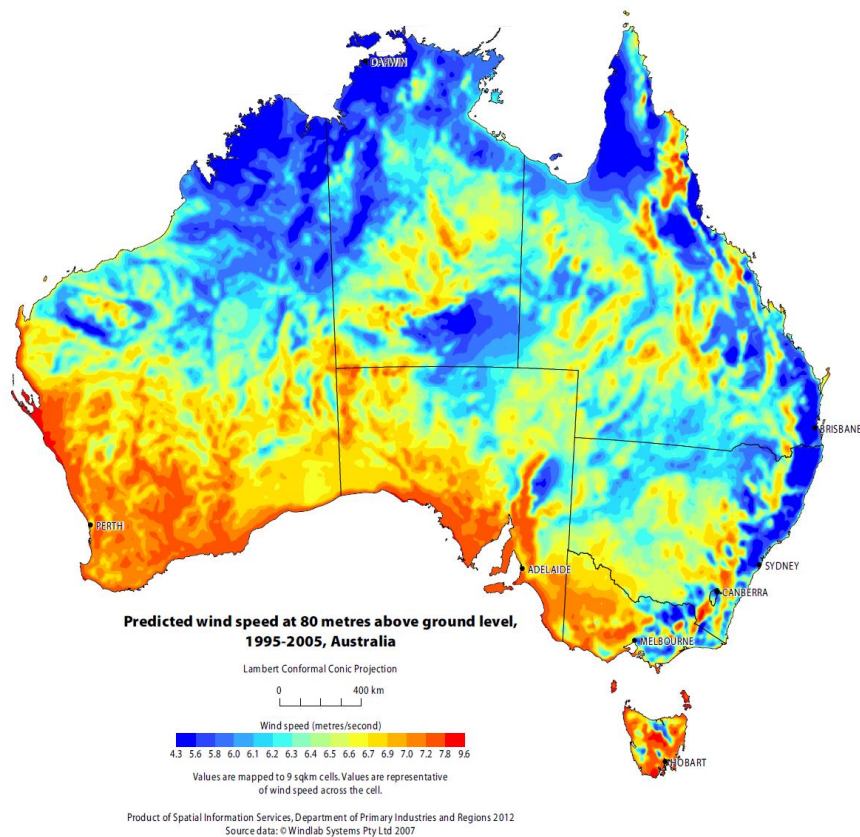 DARWIN
BRISBANE
PERTH
SYDNEY
ADELAIDE
CANBERRA
MELBOURNE
HOBART
Predicted wind speed at 80 metres above ground level,
1995-2005, Australia
Lambert Conformal Conic Projection
0 400 km
Wind speed (metres/second)
4.3 5.6 5.8 6.0 6.1 6.2 6.3 6.4 6.5 6.6 6.7 6.9 7.0 7.2 7.8 9.6
Values are mapped to 9 sqkm cells. Values are representative
of wind speed across the cell.
Product of Spatial Information Services, Department of Primary Industries and Regions 2012
Source data: © Windlab Systems Pty Ltd 2007